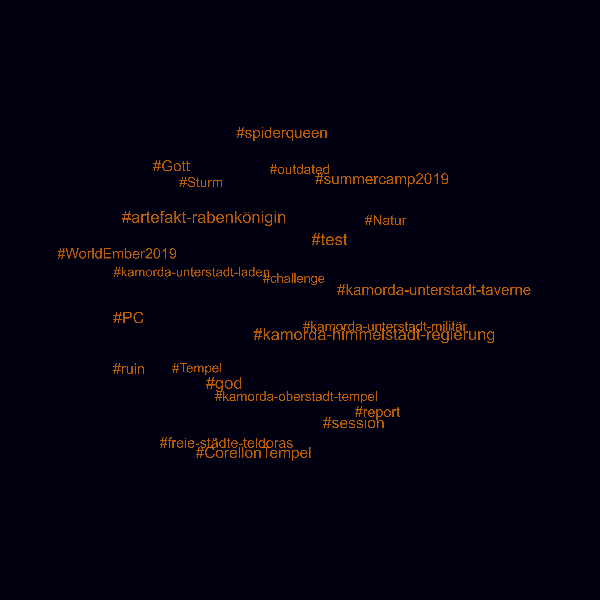 #spiderqueen
#Gott
#outdated
#summercamp2019
#Sturm
#artefakt-rabenkönigin
#Natur
#test
#WorldEmber2019
#kamorda-unterstadt-laden
#challenge
#kamorda-unterstadt-taverne
#PC
#kamorda-unterstadt-militär
#kamorda-himmelstadt-regierung
#ruin
#Tempel
#god
#kamorda-oberstadt-tempel
#report
#session
#freie-städte-teldoras
#CorellonTempel